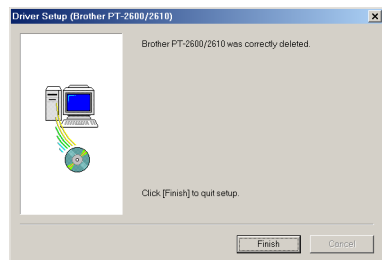 Driver Setup (Brother PT-2600/2610)
Brother PT-2600/2610 was correctly deleted.
Click [Finish] to quit setup.
Finish
Cancel